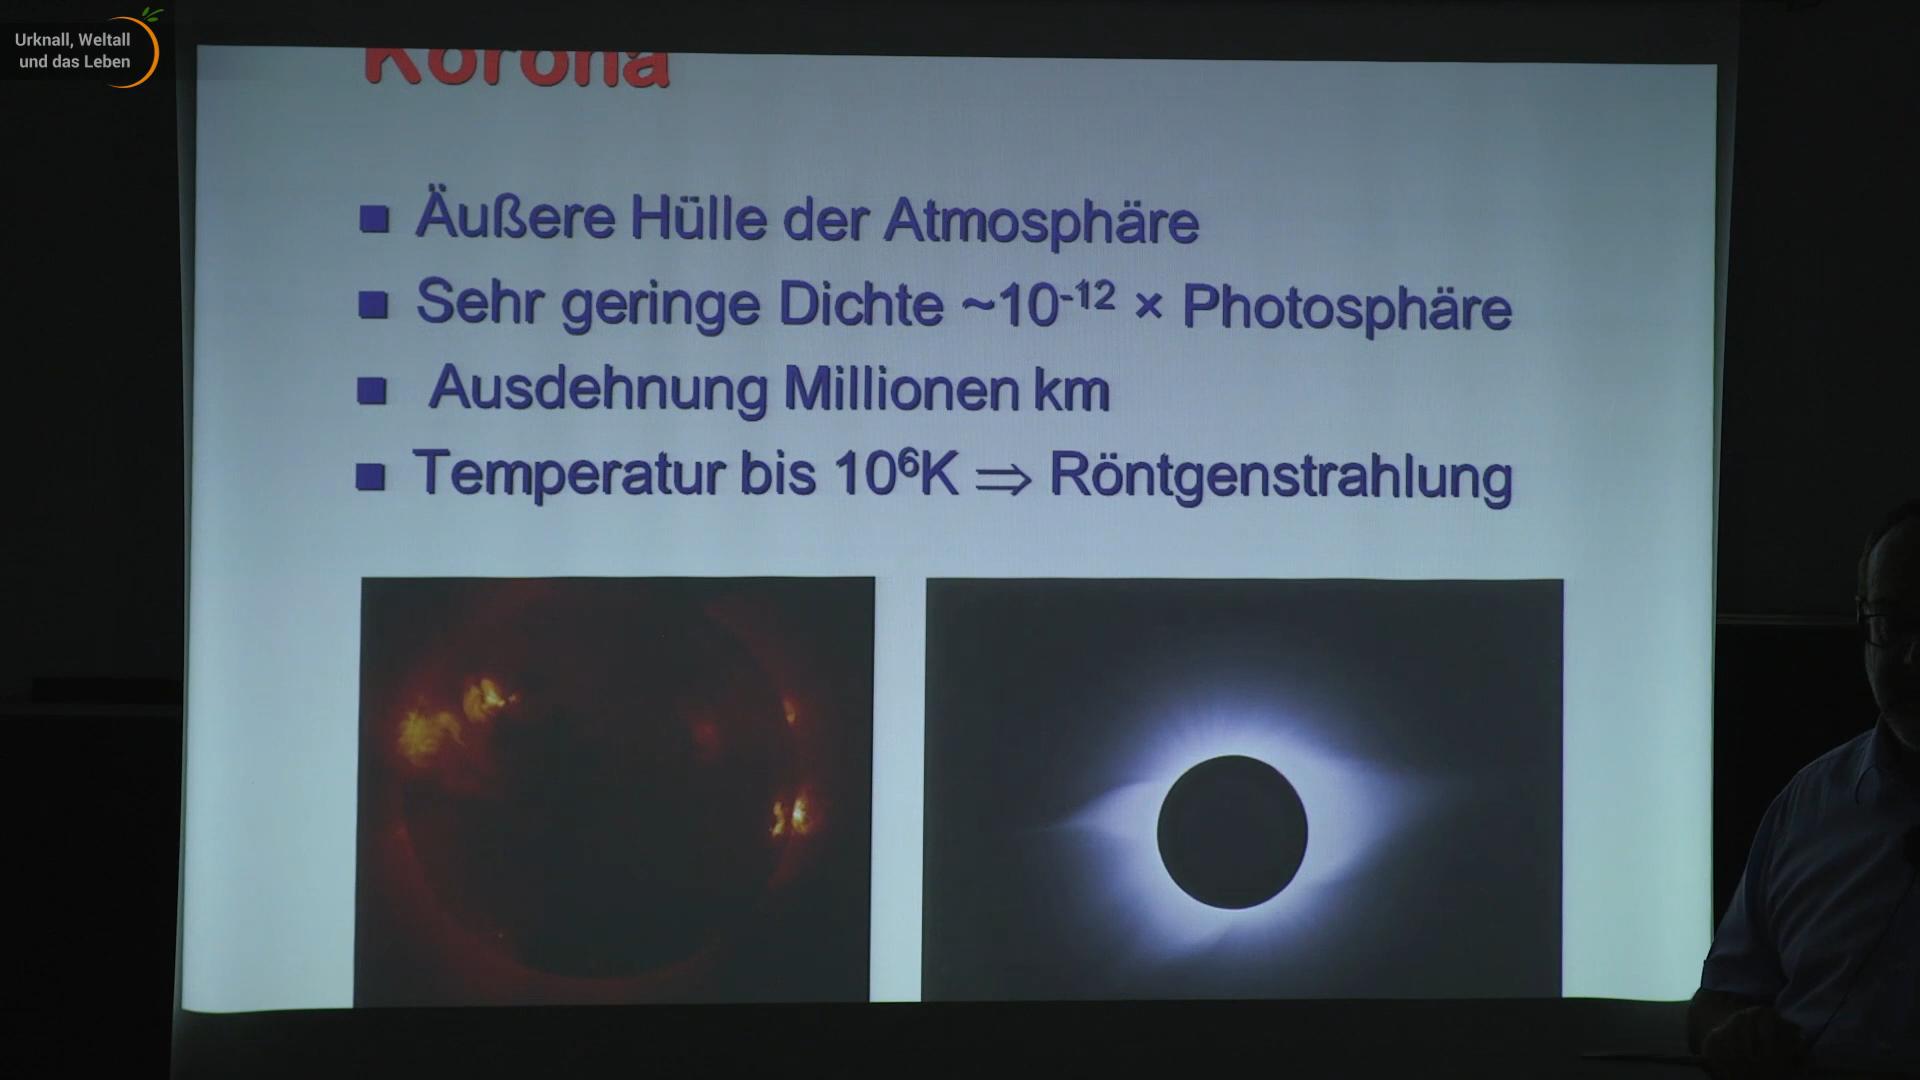 Urknall, Weltall
und das Leben
Korona
■ Äußere Hülle der Atmosphäre
■ Sehr geringe Dichte ~10⁻¹² × Photosphäre
■ Ausdehnung Millionen km
■ Temperatur bis 10⁶K ⇒ Röntgenstrahlung